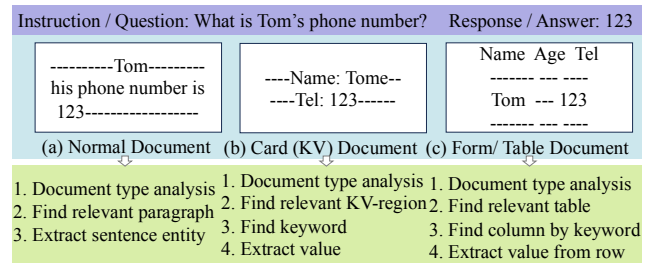 Instruction / Question: What is Tom's phone number? Response / Answer: 123
----------Tom---------
his phone number is
123------------------
(a) Normal Document
----Name: Tome--
----Tel: 123------
(b) Card (KV) Document
Name Age Tel
------- --- ----
Tom --- 123
------- --- ----
(c) Form/ Table Document
1. Document type analysis
2. Find relevant paragraph
3. Extract sentence entity
1. Document type analysis
2. Find relevant KV-region
3. Find keyword
4. Extract value
1. Document type analysis
2. Find relevant table
3. Find column by keyword
4. Extract value from row